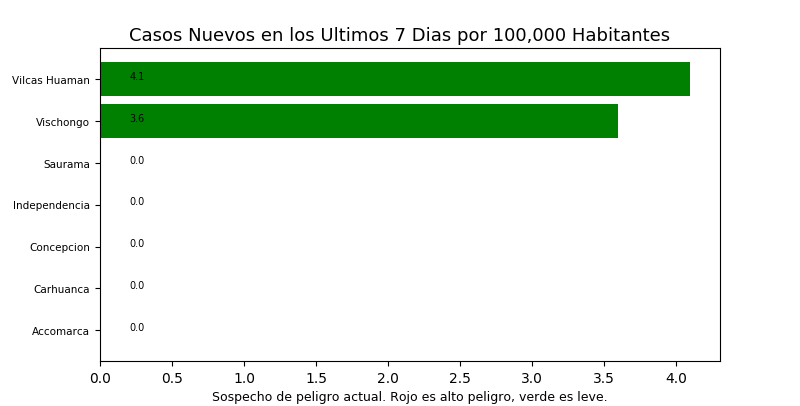 Casos Nuevos en los Ultimos 7 Dias por 100,000 Habitantes
Vilcas Huaman 4.1
Vischongo 3.6
Saurama 0.0
Independencia 0.0
Concepcion 0.0
Carhuanca 0.0
Accomarca 0.0
0.0 0.5 1.0 1.5 2.0 2.5 3.0 3.5 4.0
Sospecho de peligro actual. Rojo es alto peligro, verde es leve.